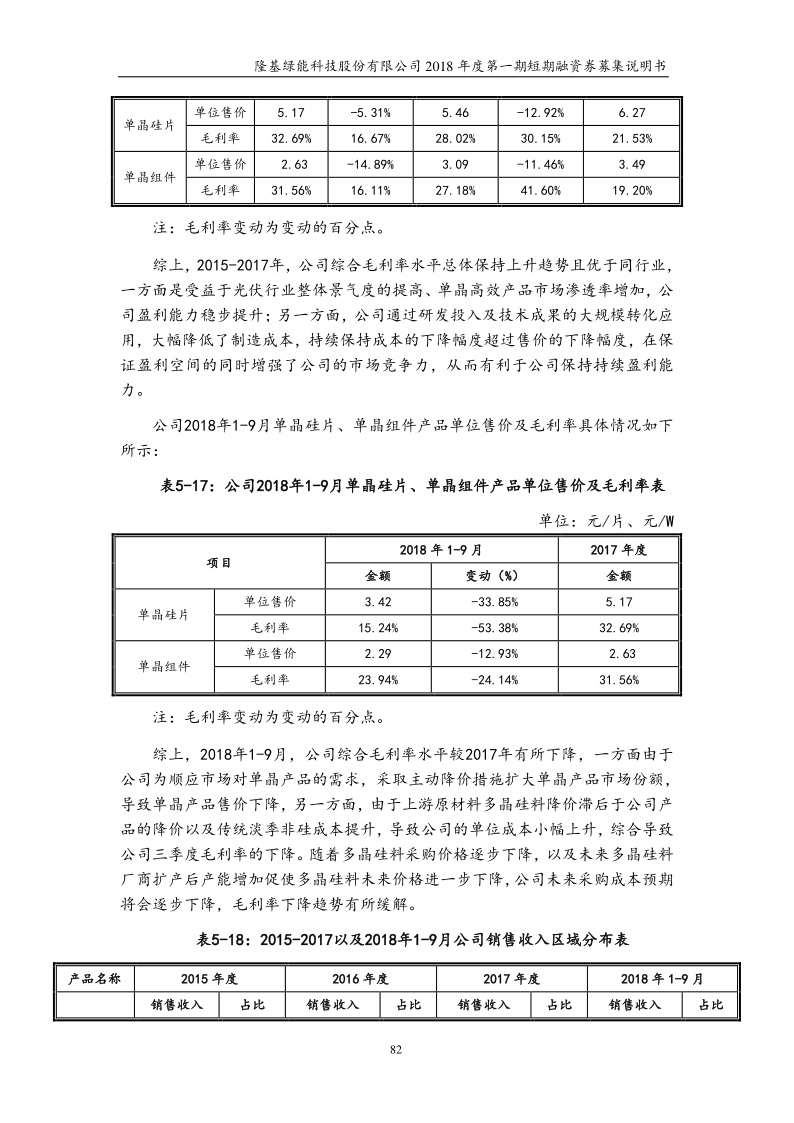 隆基绿能科技股份有限公司 2018 年度第一期短期融资券募集说明书
单晶硅片 单位售价 5.17 -5.31% 5.46 -12.92% 6.27
毛利率 32.69% 16.67% 28.02% 30.15% 21.53%
单晶组件 单位售价 2.63 -14.89% 3.09 -11.46% 3.49
毛利率 31.56% 16.11% 27.18% 41.60% 19.20%
注：毛利率变动为变动的百分点。
综上，2015-2017年，公司综合毛利率水平总体保持上升趋势且优于同行业，
一方面是受益于光伏行业整体景气度的提高、单晶高效产品市场渗透率增加，公
司盈利能力稳步提升；另一方面，公司通过研发投入及技术成果的大规模转化应
用，大幅降低了制造成本，持续保持成本的下降幅度超过售价的下降幅度，在保
证盈利空间的同时增强了公司的市场竞争力，从而有利于公司保持持续盈利能
力。
公司2018年1-9月单晶硅片、单晶组件产品单位售价及毛利率具体情况如下
所示：
表5-17：公司2018年1-9月单晶硅片、单晶组件产品单位售价及毛利率表
单位：元/片、元/W
项目 2018 年 1-9 月 2017 年度
金额 变动（%） 金额
单晶硅片 单位售价 3.42 -33.85% 5.17
毛利率 15.24% -53.38% 32.69%
单晶组件 单位售价 2.29 -12.93% 2.63
毛利率 23.94% -24.14% 31.56%
注：毛利率变动为变动的百分点。
综上，2018年1-9月，公司综合毛利率水平较2017年有所下降，一方面由于
公司为顺应市场对单晶产品的需求，采取主动降价措施扩大单晶产品市场份额，
导致单晶产品售价下降，另一方面，由于上游原材料多晶硅料降价滞后于公司产
品的降价以及传统淡季非硅成本提升，导致公司的单位成本小幅上升，综合导致
公司三季度毛利率的下降。随着多晶硅料采购价格逐步下降，以及未来多晶硅料
厂商扩产后产能增加促使多晶硅料未来价格进一步下降，公司未来采购成本预期
将会逐步下降，毛利率下降趋势有所缓解。
表5-18：2015-2017以及2018年1-9月公司销售收入区域分布表
产品名称 2015 年度 2016 年度 2017 年度 2018 年 1-9 月
销售收入 占比 销售收入 占比 销售收入 占比 销售收入 占比
82